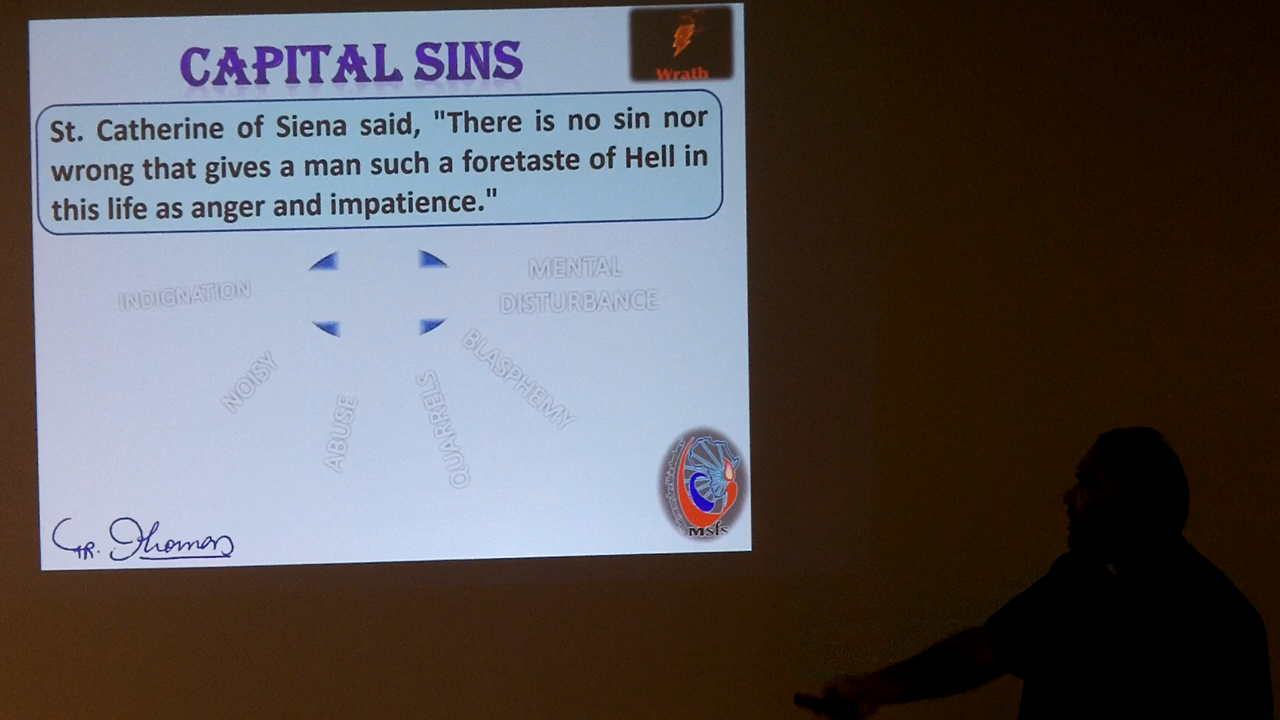 CAPITAL SINS
Wrath
St. Catherine of Siena said, "There is no sin nor
wrong that gives a man such a foretaste of Hell in
this life as anger and impatience."
INDIGNATION
MENTAL
DISTURBANCE
NOISY
ABUSE
QUARRELS
BLASPHEMY
Fr. Thomas
Msfs